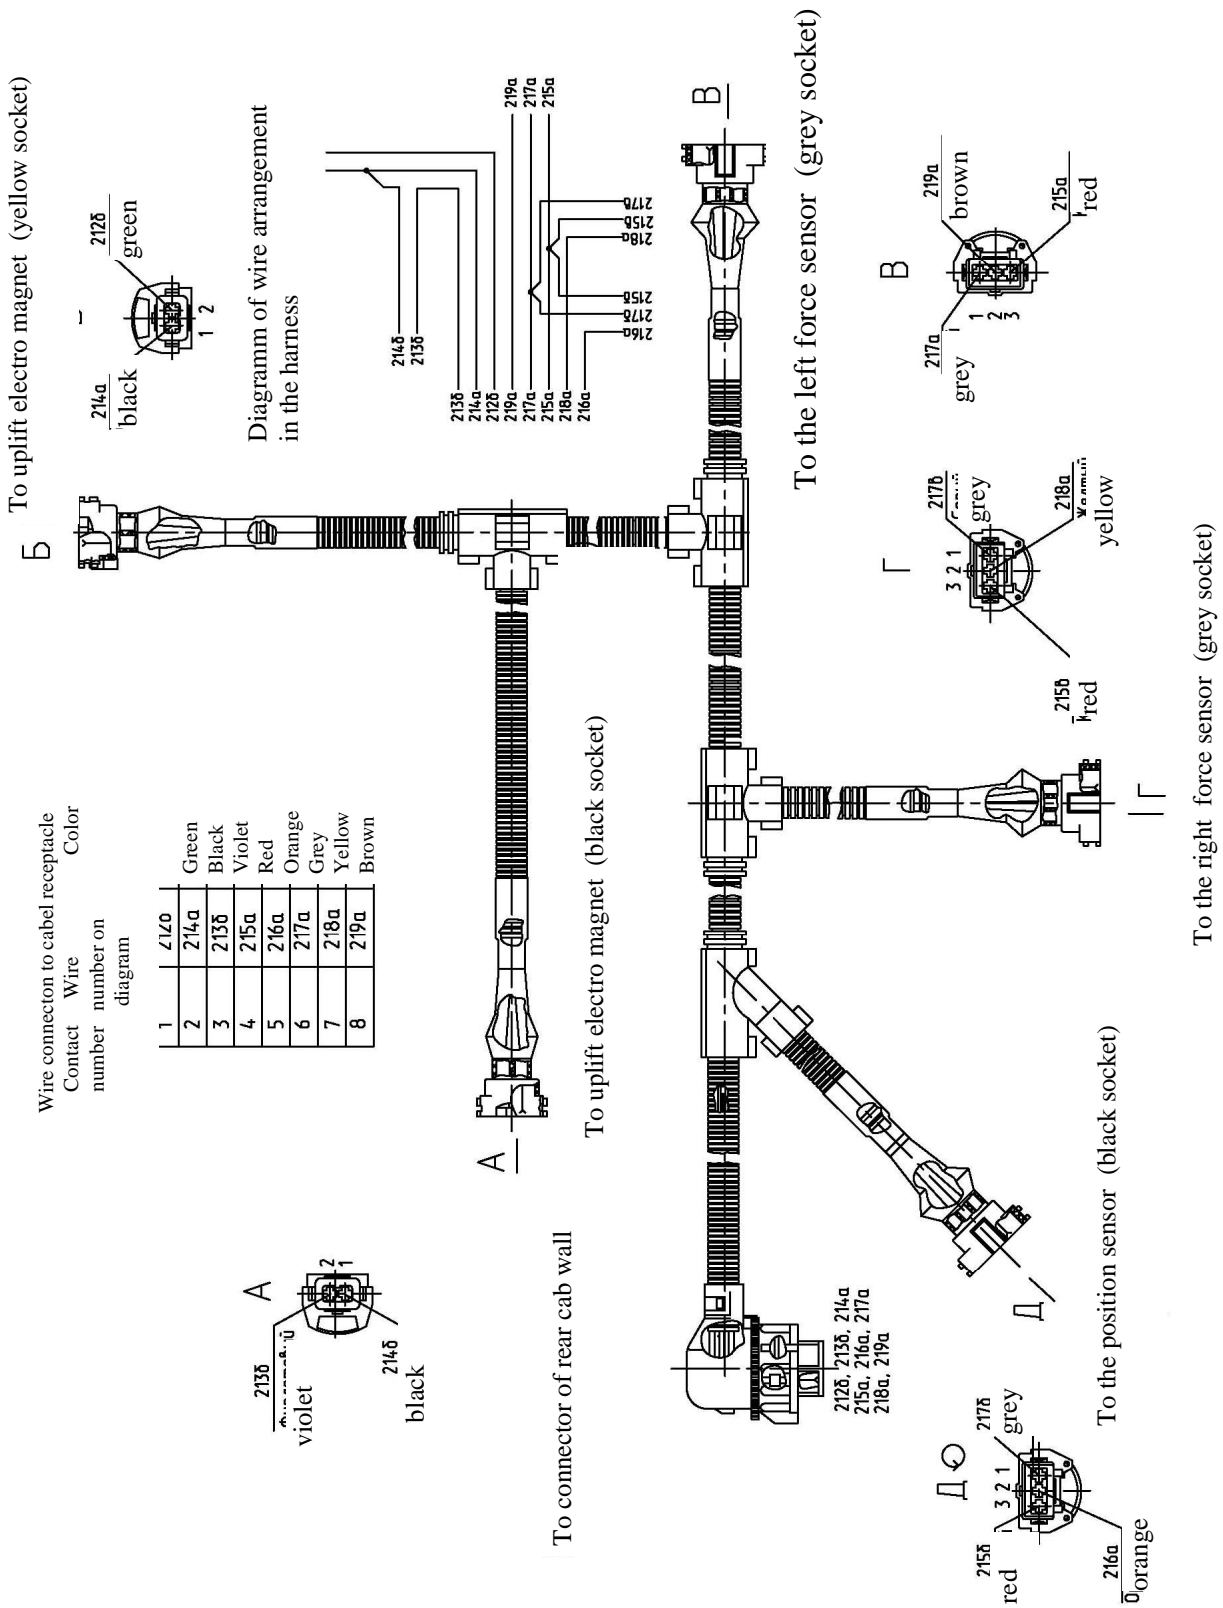 To uplift electro magnet (yellow socket)
Б
214а
black
212б
green
1 2
Diagramm of wire arrangement
in the harness
214б
213б
213б
214а
212б
219а
217а
215а
218а
216а
219а
217а
215а
216а
217б
215б
218а
215б
217б
Wire connecton to cabel receptacle
Contact Wire Color
number number on
diagram
1 212б Green
2 214а Black
3 213б Violet
4 215а Red
5 216а Orange
6 217а Grey
7 218а Yellow
8 219а Brown
А
213б
violet
2
1
214б
black
А
To uplift electro magnet (black socket)
To connector of rear cab wall
212б, 213б, 214а
215а, 216а, 217а
218а, 219а
В
To the left force sensor (grey socket)
В
219а
brown
217а
grey
1
2
3
215а
red
Г
217б
grey
3 2 1
218а
Желтый
yellow
215б
red
Г
To the right force sensor (grey socket)
Д
To the position sensor (black socket)
Д
217б
grey
3 2 1
215б
red
216а
orange